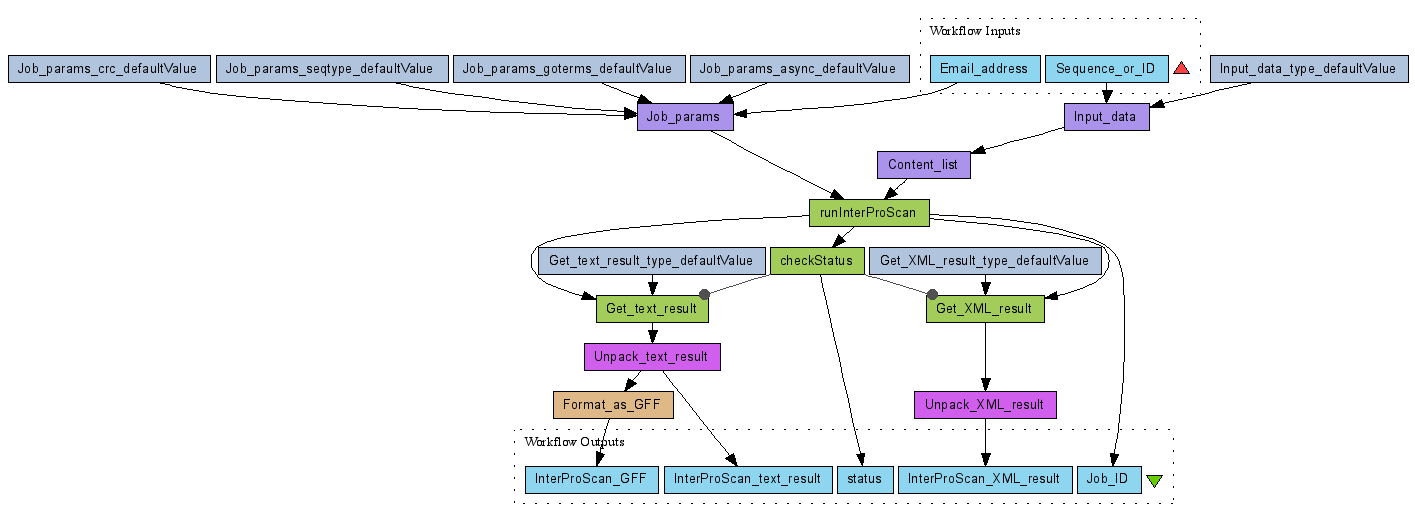 Workflow Inputs
Job_params_crc_defaultValue
Job_params_seqtype_defaultValue
Job_params_goterms_defaultValue
Job_params_async_defaultValue
Email_address
Sequence_or_ID
Input_data_type_defaultValue
Job_params
Input_data
Content_list
runInterProScan
Get_text_result_type_defaultValue
checkStatus
Get_XML_result_type_defaultValue
Get_text_result
Get_XML_result
Unpack_text_result
Format_as_GFF
Unpack_XML_result
Workflow Outputs
InterProScan_GFF
InterProScan_text_result
status
InterProScan_XML_result
Job_ID